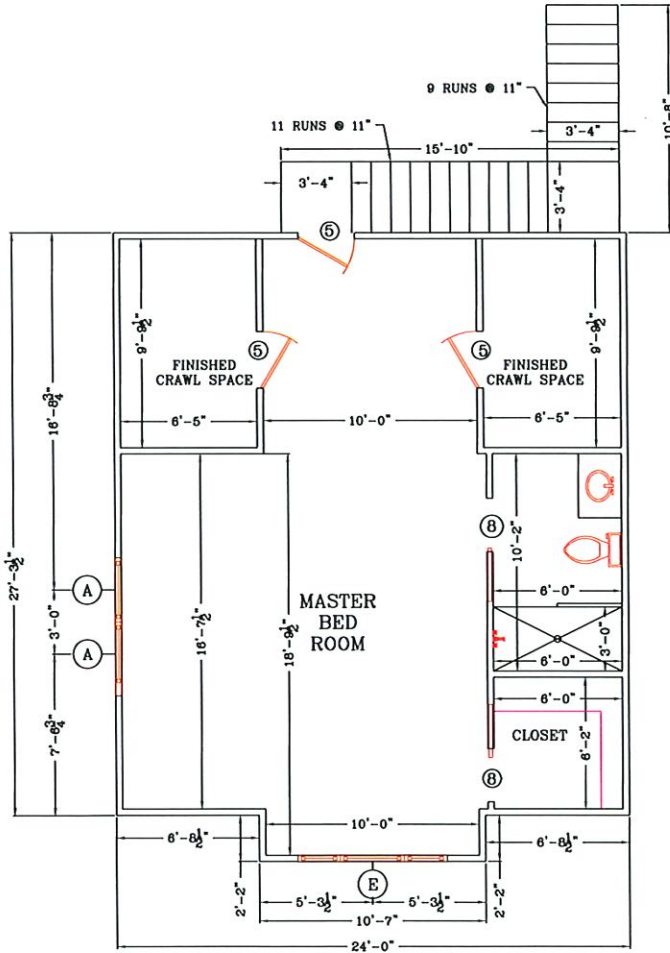 9 RUNS @ 11"
10'-8"
11 RUNS @ 11"
3'-4"
15'-10"
3'-4"
3'-4"
5
9'-9½"
9'-9½"
5
5
FINISHED
CRAWL SPACE
FINISHED
CRAWL SPACE
16'-8¾"
6'-5"
10'-0"
6'-5"
27'-3½"
8
10'-2"
A
3'-0"
A
MASTER
BED
ROOM
16'-7½"
18'-9½"
6'-0"
3'-0"
6'-0"
6'-0"
7'-6¾"
CLOSET
6'-2"
8
6'-8½"
10'-0"
6'-8½"
2'-2"
E
2'-2"
5'-3½"
5'-3½"
10'-7"
24'-0"